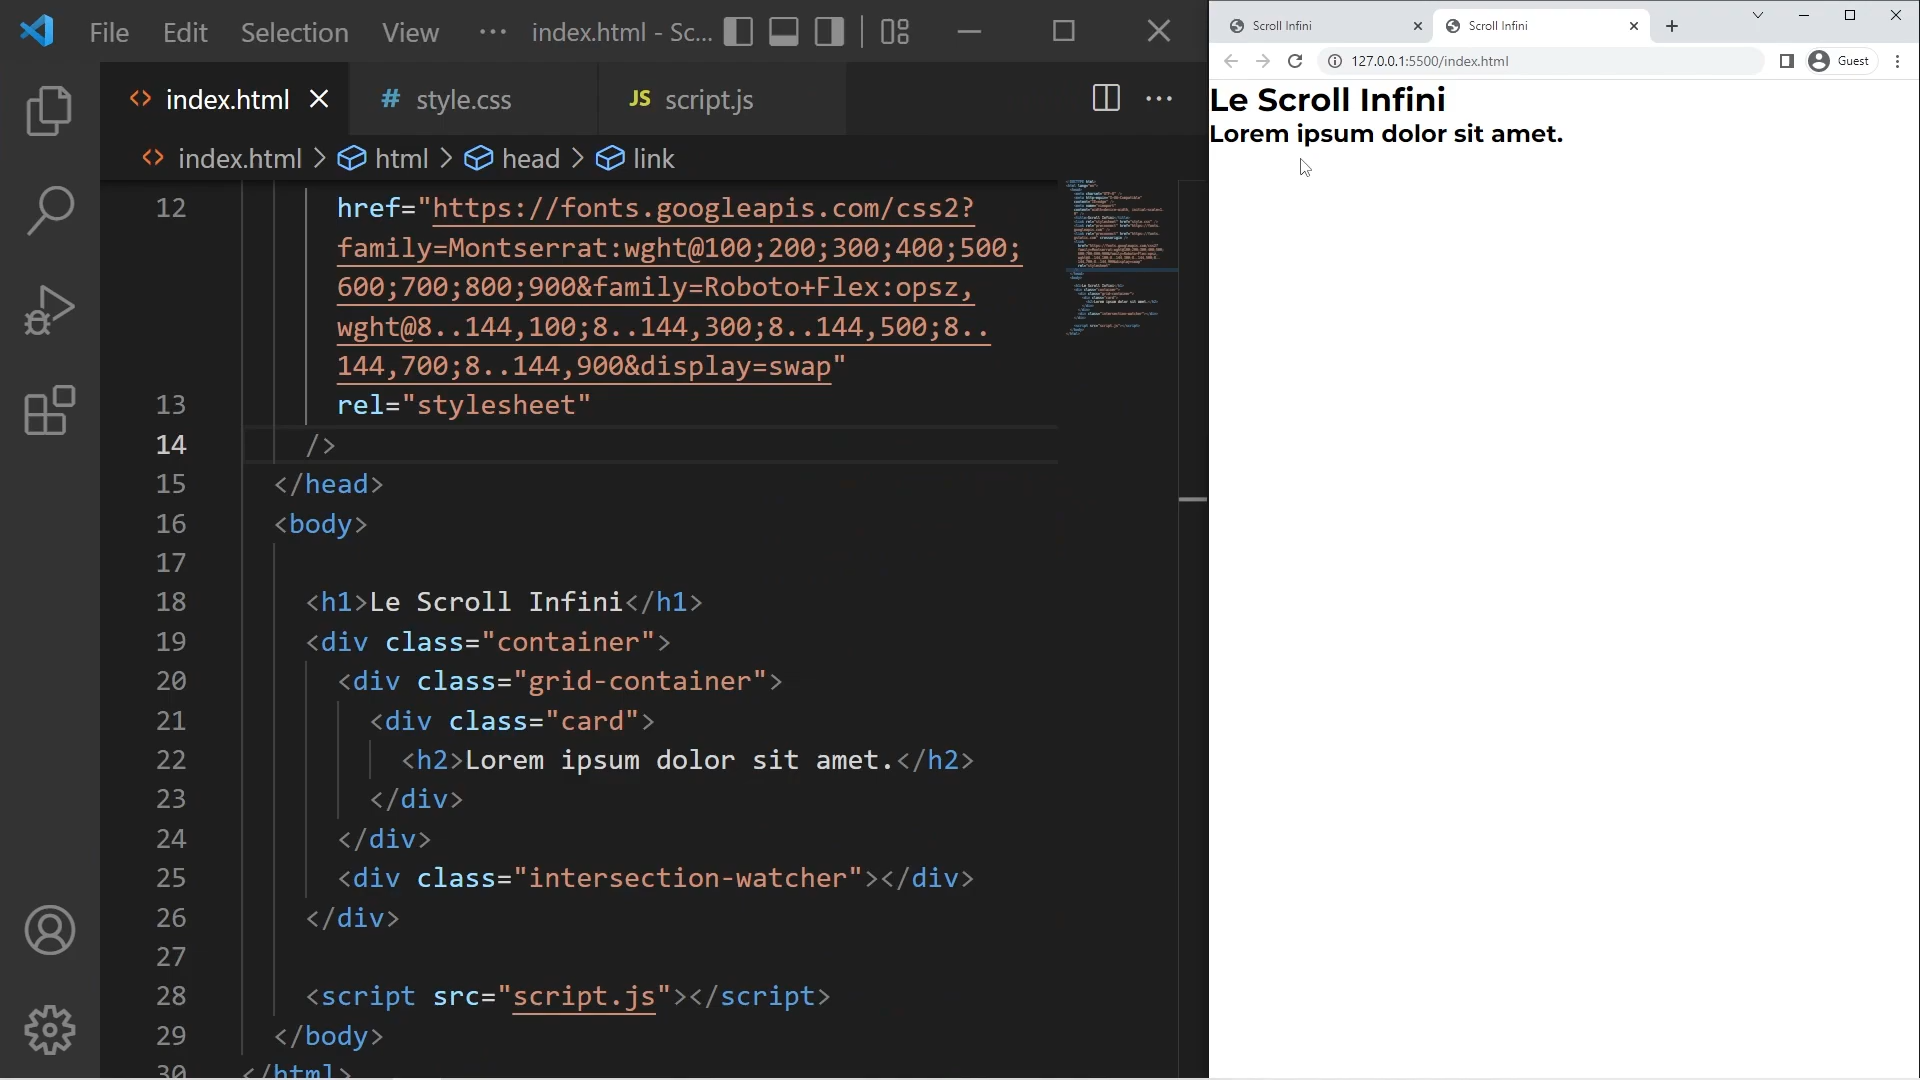 File Edit Selection View ··· index.html - Sc...
index.html style.css JS script.js
index.html > html > head > link
12 href="https://fonts.googleapis.com/css2?
family=Montserrat:wght@100;200;300;400;500;
600;700;800;900&family=Roboto+Flex:opsz,
wght@8..144,100;8..144,300;8..144,500;8..
144,700;8..144,900&display=swap"
13 rel="stylesheet"
14 />
15 </head>
16 <body>
17
18 <h1>Le Scroll Infini</h1>
19 <div class="container">
20 <div class="grid-container">
21 <div class="card">
22 <h2>Lorem ipsum dolor sit amet.</h2>
23 </div>
24 </div>
25 <div class="intersection-watcher"></div>
26 </div>
27
28 <script src="script.js"></script>
29 </body>
30 </html>
Scroll Infini Scroll Infini
127.0.0.1:5500/index.html Guest
Le Scroll Infini
Lorem ipsum dolor sit amet.